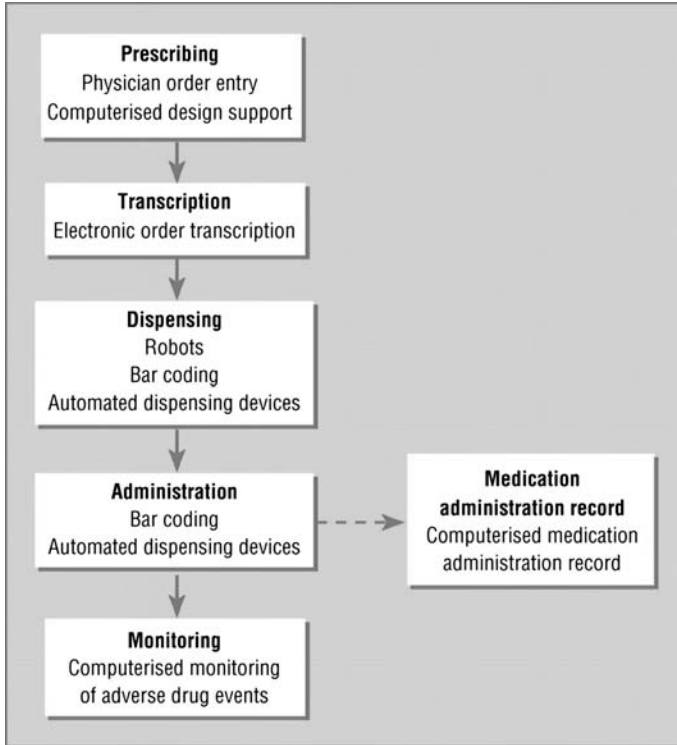 Prescribing
Physician order entry
Computerised design support
Transcription
Electronic order transcription
Dispensing
Robots
Bar coding
Automated dispensing devices
Administration
Bar coding
Automated dispensing devices
Medication
administration record
Computerised medication
administration record
Monitoring
Computerised monitoring
of adverse drug events